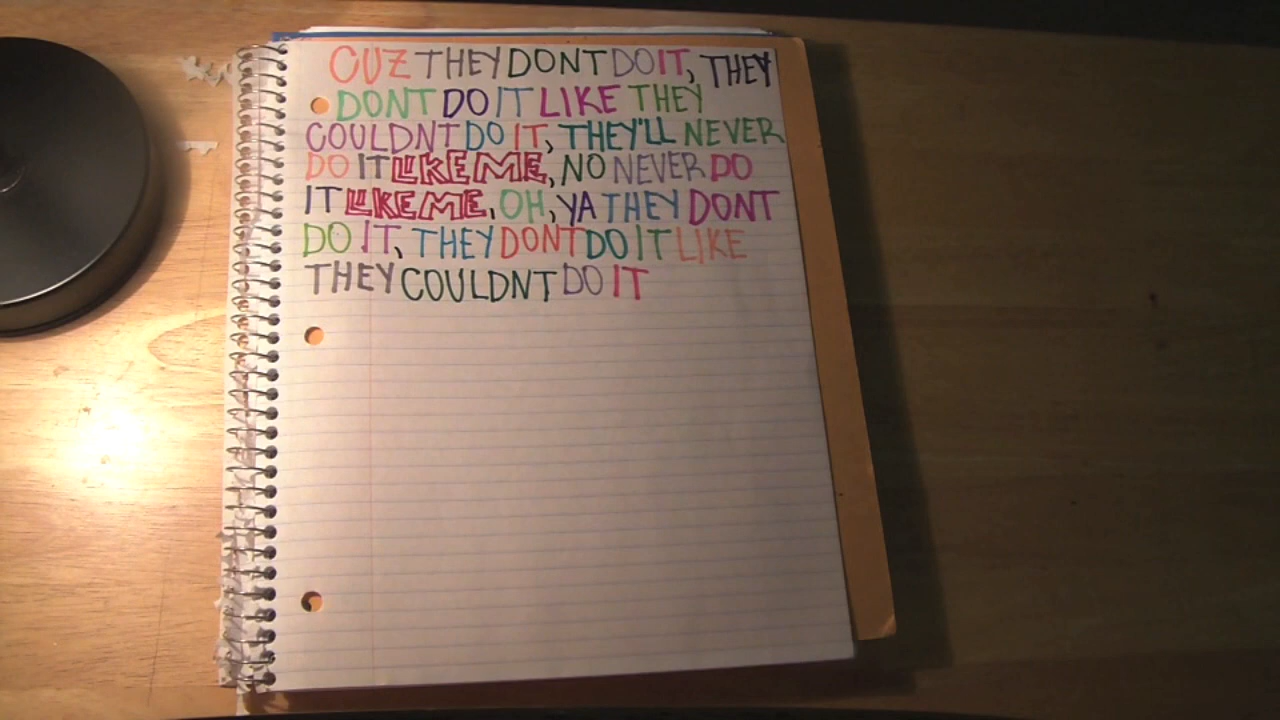 CUZ THEY DONT DO IT, THEY
DONT DO IT LIKE THEY
COULDNT DO IT, THEY'LL NEVER
DO IT LIKE ME, NO NEVER DO
IT LIKE ME, OH, YA THEY DONT
DO IT, THEY DONT DO IT LIKE
THEY COULDNT DO IT